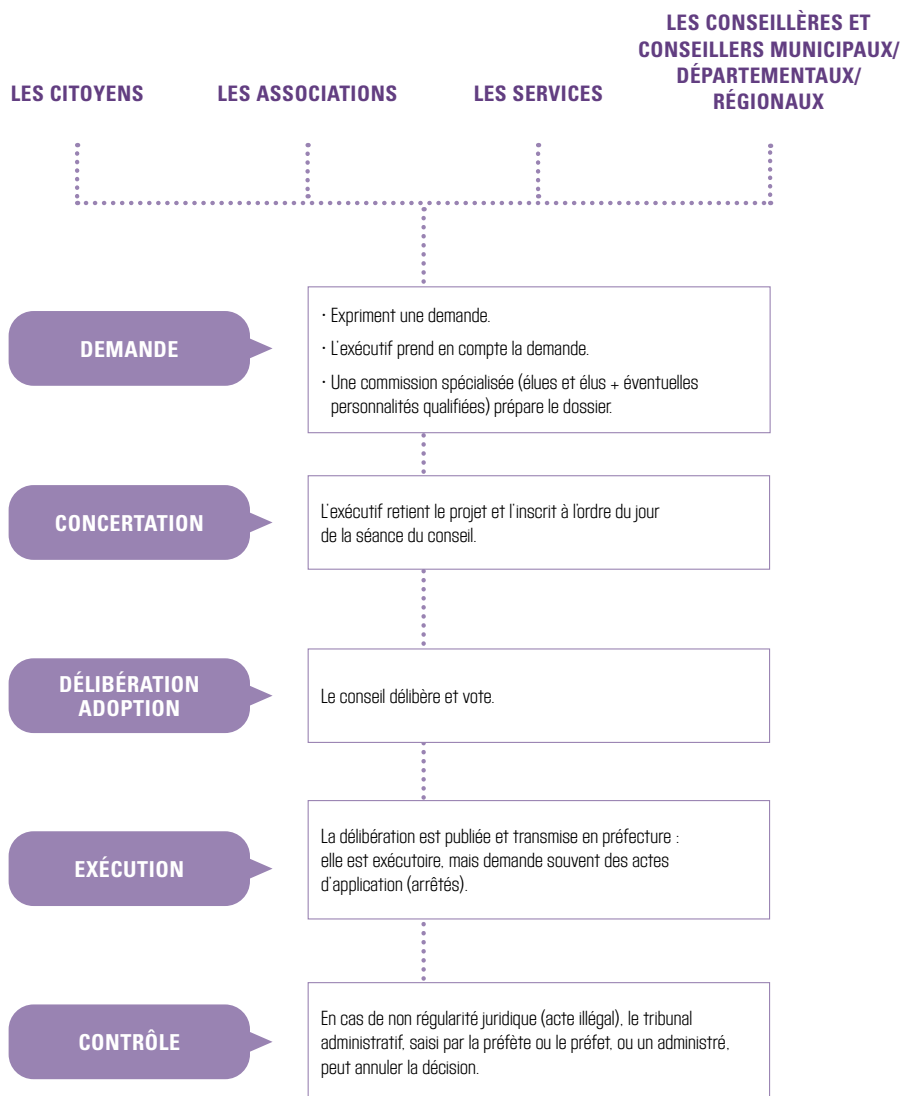 LES CITOYENS
LES ASSOCIATIONS
LES SERVICES
LES CONSEILLÈRES ET
CONSEILLERS MUNICIPAUX/
DÉPARTEMENTAUX/
RÉGIONAUX
DEMANDE
· Expriment une demande.
· L'exécutif prend en compte la demande.
· Une commission spécialisée (élues et élus + éventuelles
personnalités qualifiées) prépare le dossier.
CONCERTATION
L'exécutif retient le projet et l'inscrit à l'ordre du jour
de la séance du conseil.
DÉLIBÉRATION
ADOPTION
Le conseil délibère et vote.
EXÉCUTION
La délibération est publiée et transmise en préfecture :
elle est exécutoire, mais demande souvent des actes
d'application (arrêtés).
CONTRÔLE
En cas de non régularité juridique (acte illégal), le tribunal
administratif, saisi par la préfète ou le préfet, ou un administré,
peut annuler la décision.